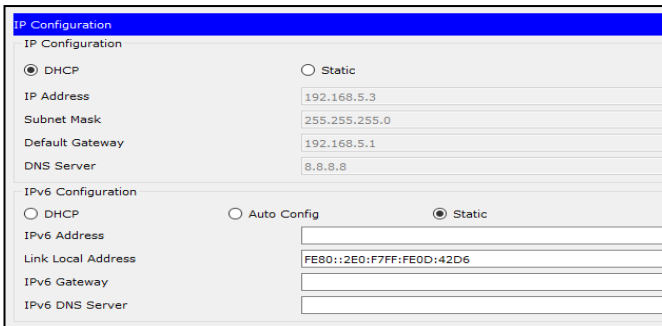 IP Configuration
IP Configuration
DHCP Static
IP Address 192.168.5.3
Subnet Mask 255.255.255.0
Default Gateway 192.168.5.1
DNS Server 8.8.8.8
IPv6 Configuration
DHCP Auto Config Static
IPv6 Address
Link Local Address FE80::2E0:F7FF:FE0D:42D6
IPv6 Gateway
IPv6 DNS Server